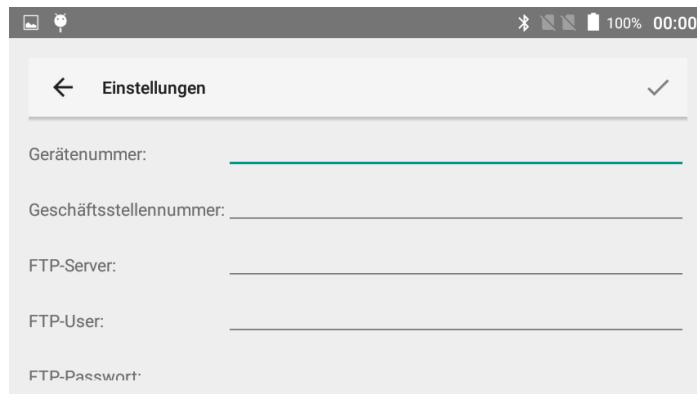 100% 00:00
Einstellungen
Gerätenummer:
Geschäftsstellennummer:
FTP-Server:
FTP-User:
FTP-Passwort: